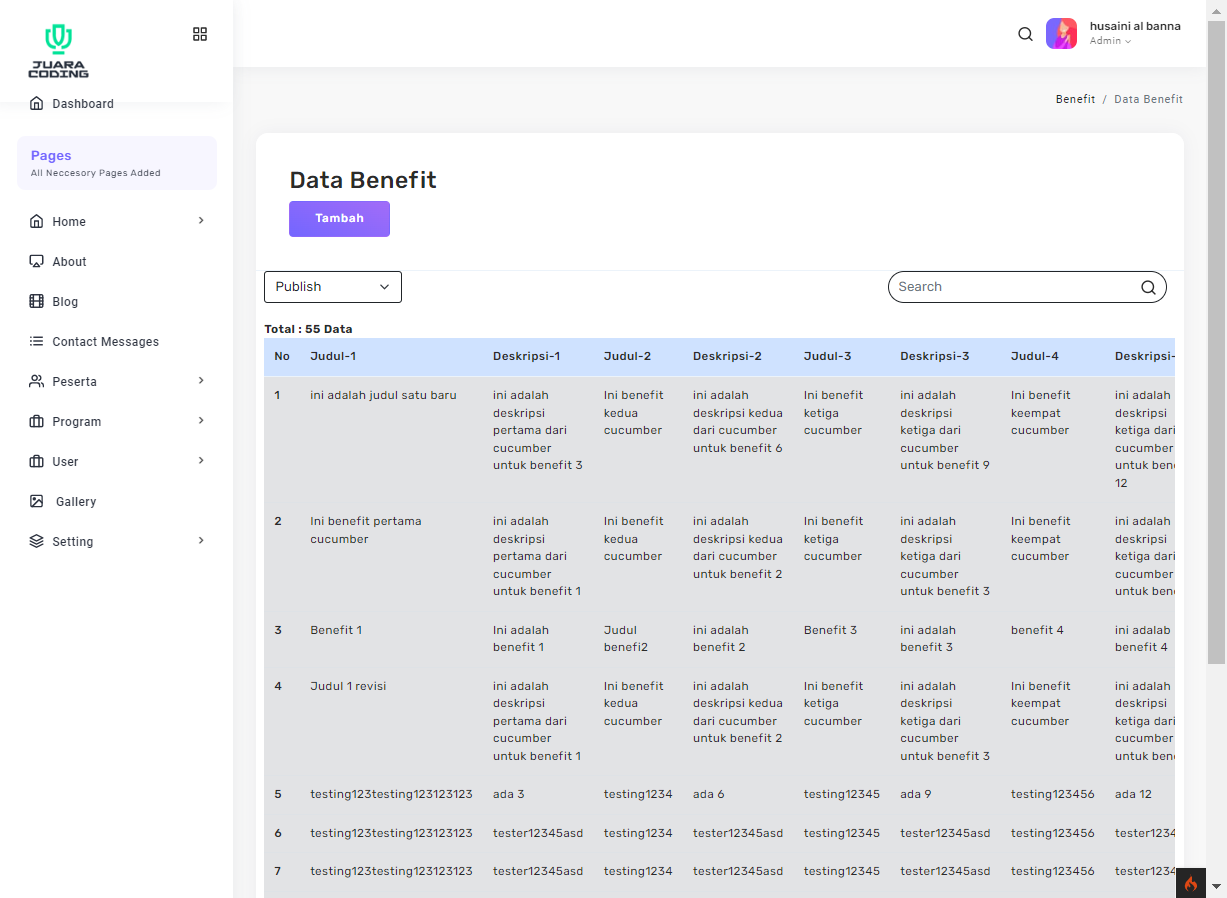 JUARA
CODING
husaini al banna
Admin
Dashboard
Benefit / Data Benefit
Pages
All Neccesory Pages Added
Home
About
Blog
Contact Messages
Peserta
Program
User
Gallery
Setting
Data Benefit
Tambah
Publish
Search
Total : 55 Data
No Judul-1 Deskripsi-1 Judul-2 Deskripsi-2 Judul-3 Deskripsi-3 Judul-4 Deskripsi-
1 ini adalah judul satu baru ini adalah Ini benefit ini adalah Ini benefit ini adalah Ini benefit ini adalah
deskripsi kedua deskripsi kedua ketiga deskripsi keempat deskripsi
pertama dari cucumber dari cucumber cucumber ketiga dari cucumber ketiga dari
cucumber untuk benefit 6 cucumber cucumber
untuk benefit 3 untuk benefit 9 untuk ben
12
2 Ini benefit pertama ini adalah Ini benefit ini adalah Ini benefit ini adalah Ini benefit ini adalah
cucumber deskripsi kedua deskripsi kedua ketiga deskripsi keempat deskripsi
pertama dari cucumber dari cucumber cucumber ketiga dari cucumber ketiga dari
cucumber untuk benefit 2 cucumber cucumber
untuk benefit 1 untuk benefit 3 untuk ben
3 Benefit 1 Ini adalah Judul ini adalah Benefit 3 ini adalah benefit 4 ini adalab
benefit 1 benefi2 benefit 2 benefit 3 benefit 4
4 Judul 1 revisi ini adalah Ini benefit ini adalah Ini benefit ini adalah Ini benefit ini adalah
deskripsi kedua deskripsi kedua ketiga deskripsi keempat deskripsi
pertama dari cucumber dari cucumber cucumber ketiga dari cucumber ketiga dari
cucumber untuk benefit 2 cucumber cucumber
untuk benefit 1 untuk benefit 3 untuk ben
5 testing123testing123123123 ada 3 testing1234 ada 6 testing12345 ada 9 testing123456 ada 12
6 testing123testing123123123 tester12345asd testing1234 tester12345asd testing12345 tester12345asd testing123456 tester1234
7 testing123testing123123123 tester12345asd testing1234 tester12345asd testing12345 tester12345asd testing123456 tester1234